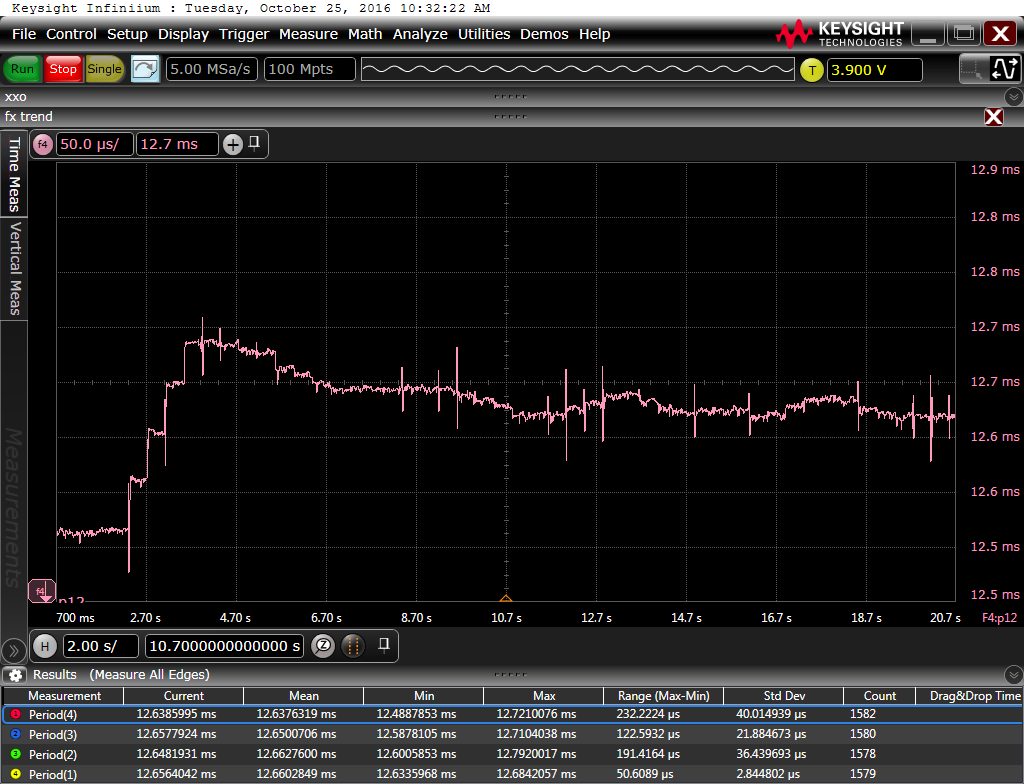 Keysight Infiniium : Tuesday, October 25, 2016 10:32:22 AM
File Control Setup Display Trigger Measure Math Analyze Utilities Demos Help
KEYSIGHT TECHNOLOGIES
Run Stop Single 5.00 MSa/s 100 Mpts T 3.900 V
xxo
fx trend
f4 50.0 µs/ 12.7 ms
Time Meas
Vertical Meas
Measurements
12.9 ms
12.8 ms
12.8 ms
12.7 ms
12.7 ms
12.6 ms
12.6 ms
12.5 ms
12.5 ms
f4
p12
700 ms 2.70 s 4.70 s 6.70 s 8.70 s 10.7 s 12.7 s 14.7 s 16.7 s 18.7 s 20.7 s F4:p12
H 2.00 s/ 10.7000000000000 s Z
Results (Measure All Edges)
Measurement Current Mean Min Max Range (Max-Min) Std Dev Count Drag&Drop Time
1 Period(4) 12.6385995 ms 12.6376319 ms 12.4887853 ms 12.7210076 ms 232.2224 µs 40.014939 µs 1582
2 Period(3) 12.6577924 ms 12.6500706 ms 12.5878105 ms 12.7104038 ms 122.5932 µs 21.884673 µs 1580
3 Period(2) 12.6481931 ms 12.6627600 ms 12.6005853 ms 12.7920017 ms 191.4164 µs 36.439693 µs 1578
4 Period(1) 12.6564042 ms 12.6602849 ms 12.6335968 ms 12.6842057 ms 50.6089 µs 2.844802 µs 1579